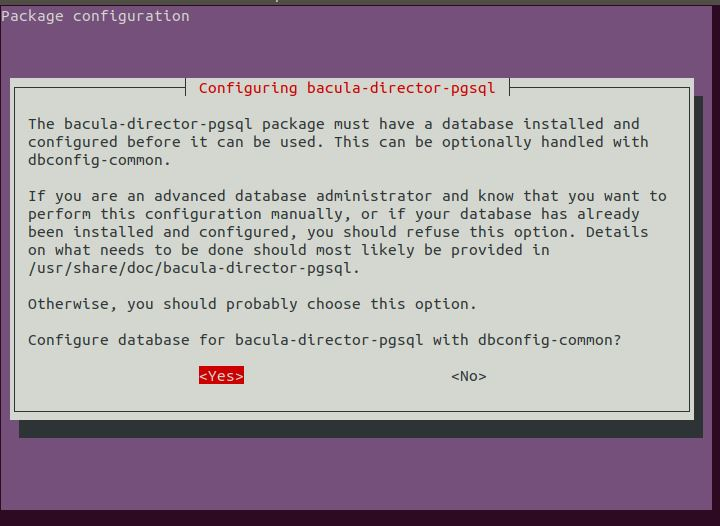 Package configuration
Configuring bacula-director-pgsql
The bacula-director-pgsql package must have a database installed and
configured before it can be used. This can be optionally handled with
dbconfig-common.
If you are an advanced database administrator and know that you want to
perform this configuration manually, or if your database has already
been installed and configured, you should refuse this option. Details
on what needs to be done should most likely be provided in
/usr/share/doc/bacula-director-pgsql.
Otherwise, you should probably choose this option.
Configure database for bacula-director-pgsql with dbconfig-common?
<Yes> <No>